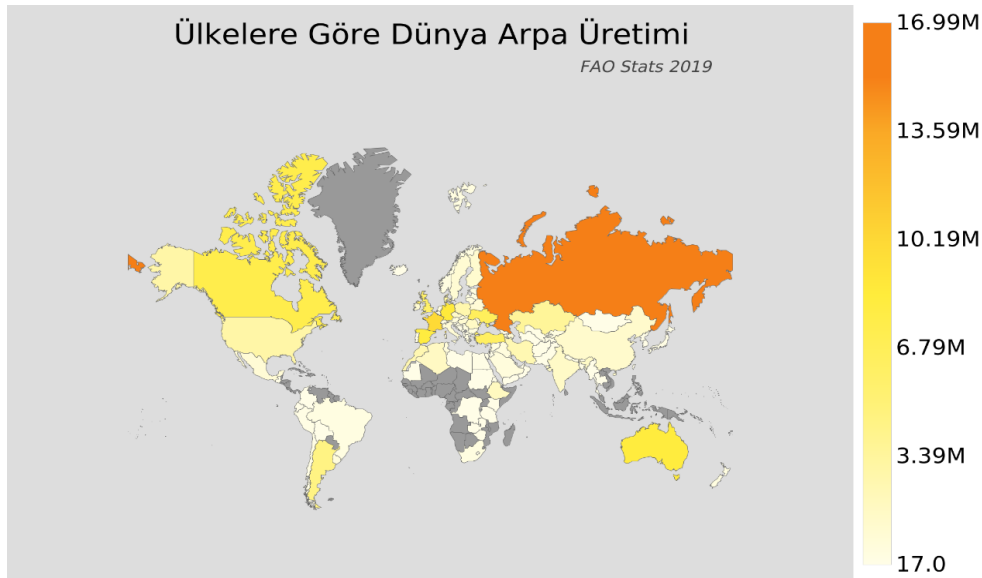 Ülkelere Göre Dünya Arpa Üretimi
FAO Stats 2019
16.99M
13.59M
10.19M
6.79M
3.39M
17.0